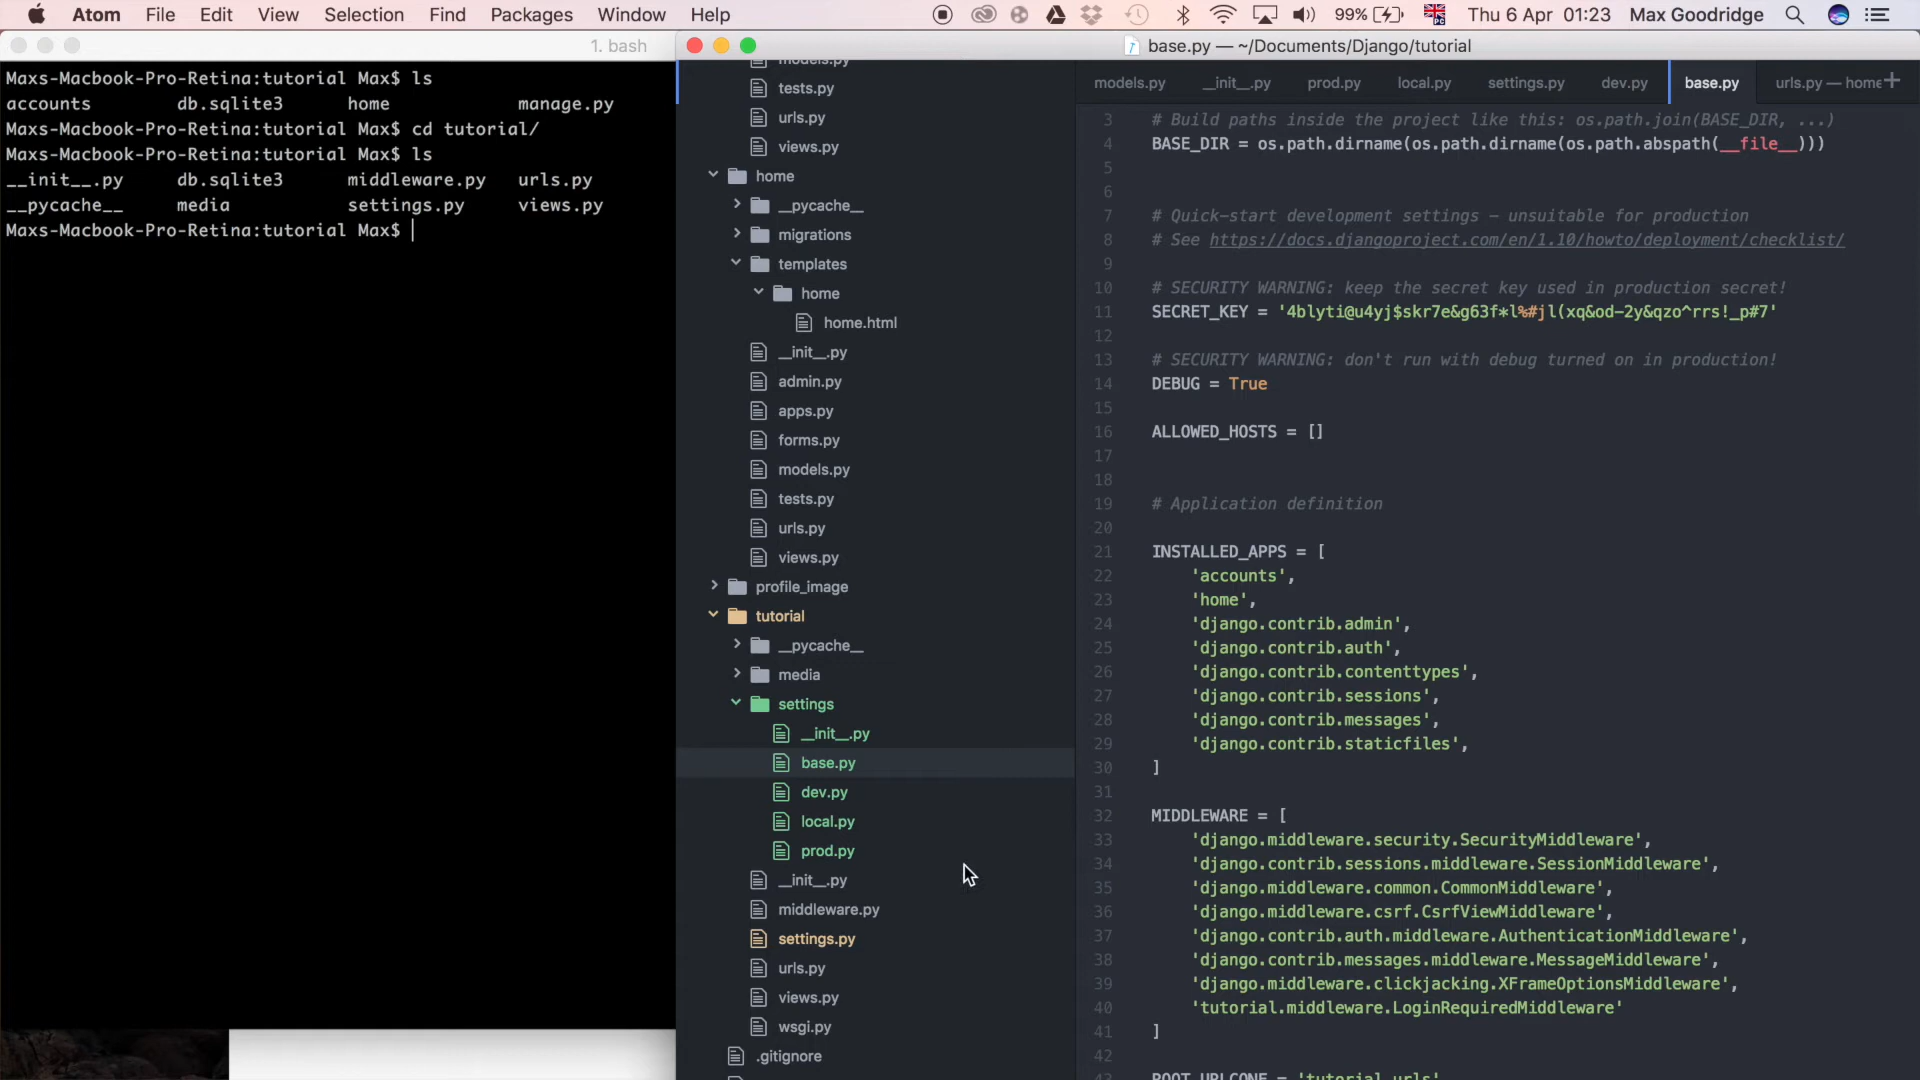 Atom File Edit View Selection Find Packages Window Help 99% Thu 6 Apr 01:23 Max Goodridge
1. bash
Maxs-Macbook-Pro-Retina:tutorial Max$ ls
accounts db.sqlite3 home manage.py
Maxs-Macbook-Pro-Retina:tutorial Max$ cd tutorial/
Maxs-Macbook-Pro-Retina:tutorial Max$ ls
__init__.py db.sqlite3 middleware.py urls.py
__pycache__ media settings.py views.py
Maxs-Macbook-Pro-Retina:tutorial Max$
base.py — ~/Documents/Django/tutorial
models.py
tests.py
urls.py
views.py
home
__pycache__
migrations
templates
home
home.html
__init__.py
admin.py
apps.py
forms.py
models.py
tests.py
urls.py
views.py
profile_image
tutorial
__pycache__
media
settings
__init__.py
base.py
dev.py
local.py
prod.py
__init__.py
middleware.py
settings.py
urls.py
views.py
wsgi.py
.gitignore
models.py __init__.py prod.py local.py settings.py dev.py base.py urls.py — home
3 # Build paths inside the project like this: os.path.join(BASE_DIR, ...)
4 BASE_DIR = os.path.dirname(os.path.dirname(os.path.abspath(__file__)))
5
6
7 # Quick-start development settings - unsuitable for production
8 # See https://docs.djangoproject.com/en/1.10/howto/deployment/checklist/
9
10 # SECURITY WARNING: keep the secret key used in production secret!
11 SECRET_KEY = '4blyti@u4yj$skr7e&g63f*l%#jl(xq&od-2y&qzo^rrs!_p#7'
12
13 # SECURITY WARNING: don't run with debug turned on in production!
14 DEBUG = True
15
16 ALLOWED_HOSTS = []
17
18
19 # Application definition
20
21 INSTALLED_APPS = [
22 'accounts',
23 'home',
24 'django.contrib.admin',
25 'django.contrib.auth',
26 'django.contrib.contenttypes',
27 'django.contrib.sessions',
28 'django.contrib.messages',
29 'django.contrib.staticfiles',
30 ]
31
32 MIDDLEWARE = [
33 'django.middleware.security.SecurityMiddleware',
34 'django.contrib.sessions.middleware.SessionMiddleware',
35 'django.middleware.common.CommonMiddleware',
36 'django.middleware.csrf.CsrfViewMiddleware',
37 'django.contrib.auth.middleware.AuthenticationMiddleware',
38 'django.contrib.messages.middleware.MessageMiddleware',
39 'django.middleware.clickjacking.XFrameOptionsMiddleware',
40 'tutorial.middleware.LoginRequiredMiddleware'
41 ]
42
43 ROOT_URLCONF = 'tutorial.urls'